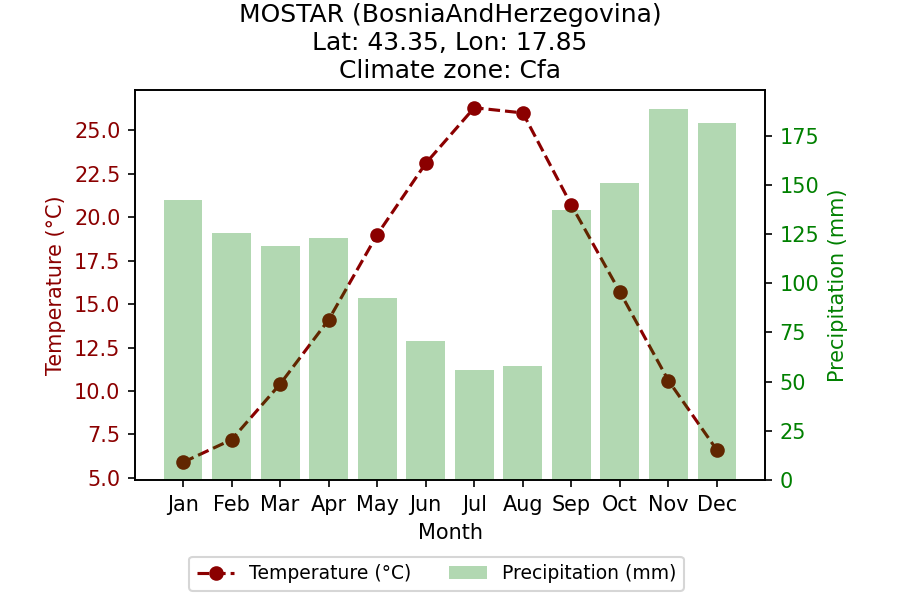 MOSTAR (BosniaAndHerzegovina)
Lat: 43.35, Lon: 17.85
Climate zone: Cfa
Temperature (°C)
25.0
22.5
20.0
17.5
15.0
12.5
10.0
7.5
5.0
175
150
125
100
75
50
25
0
Precipitation (mm)
Jan Feb Mar Apr May Jun Jul Aug Sep Oct Nov Dec
Month
Temperature (°C) Precipitation (mm)